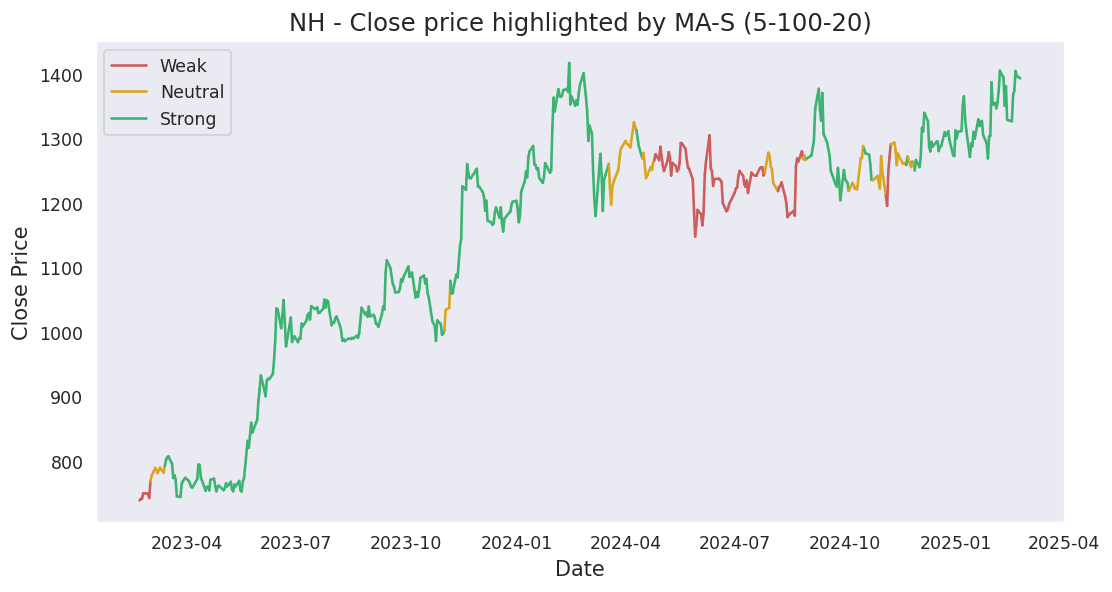 NH - Close price highlighted by MA-S (5-100-20)
Weak
Neutral
Strong
1400
1300
1200
1100
1000
900
800
Close Price
2023-04
2023-07
2023-10
2024-01
2024-04
2024-07
2024-10
2025-01
2025-04
Date